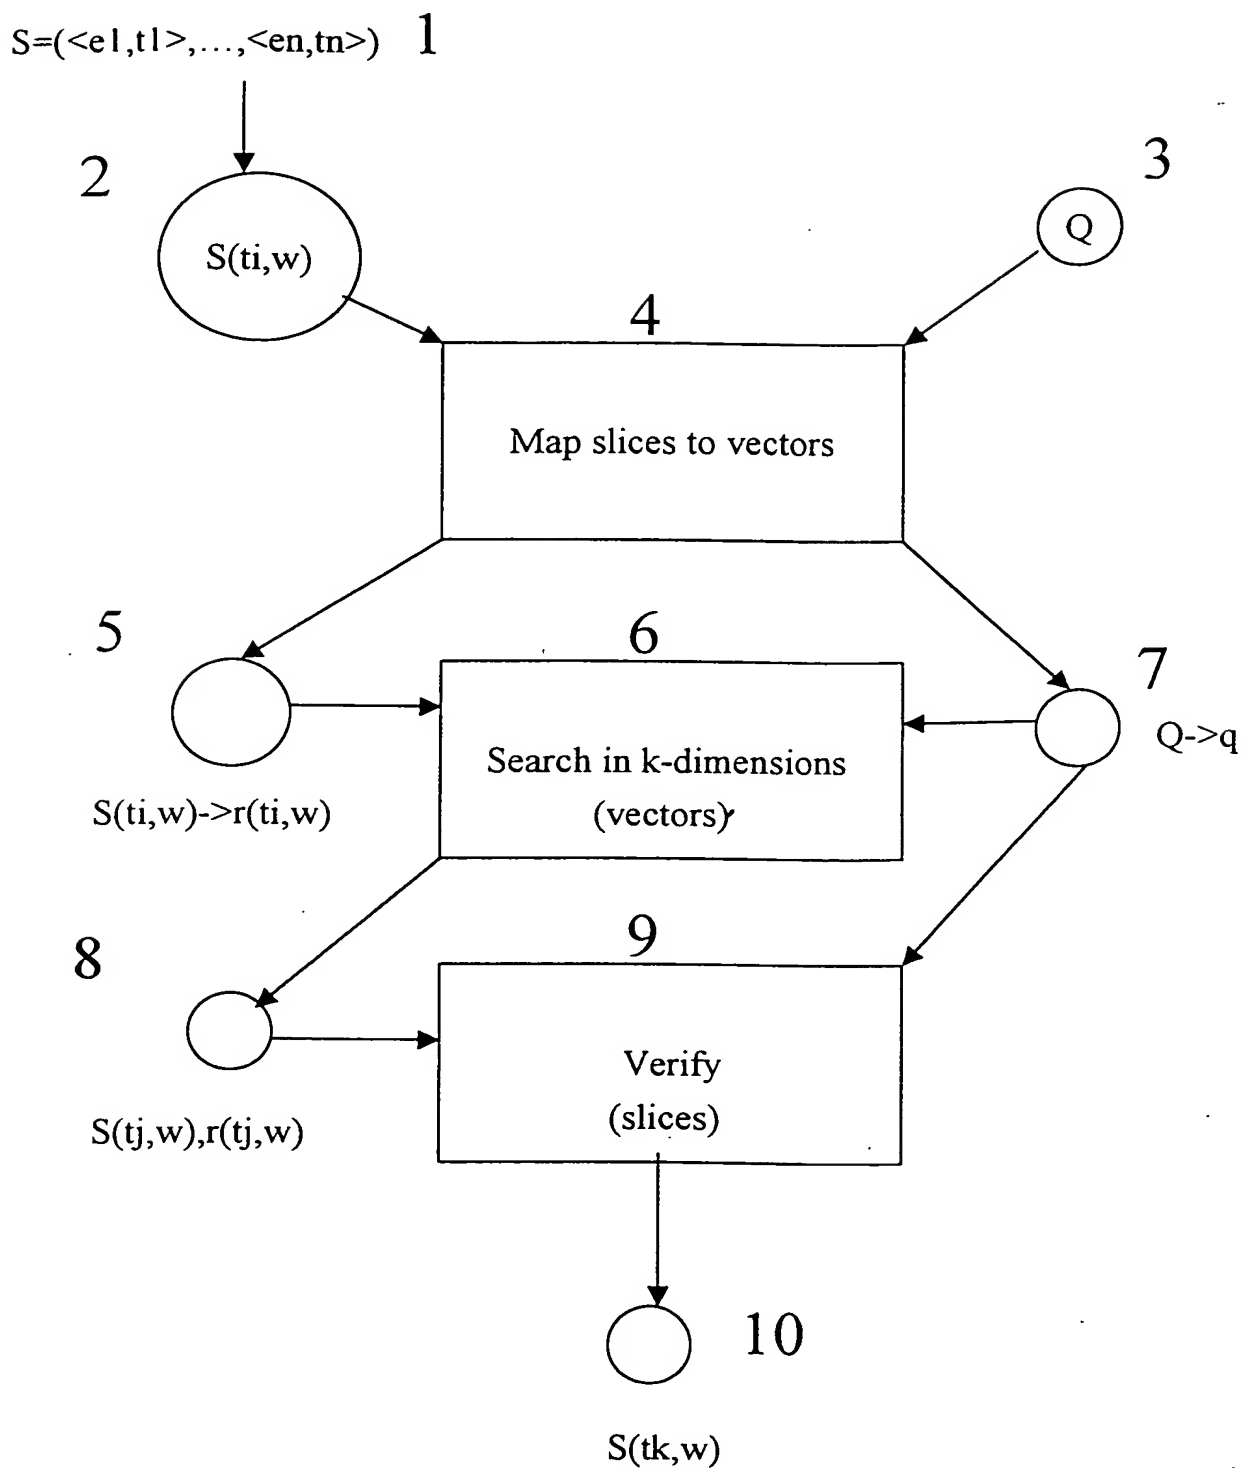 S=(<e1,t1>,...,<en,tn>) 1
2
3
S(ti,w)
Q
4
Map slices to vectors
5
6
7
Q->q
Search in k-dimensions
(vectors)
S(ti,w)->r(ti,w)
8
9
Verify
(slices)
S(tj,w),r(tj,w)
10
S(tk,w)